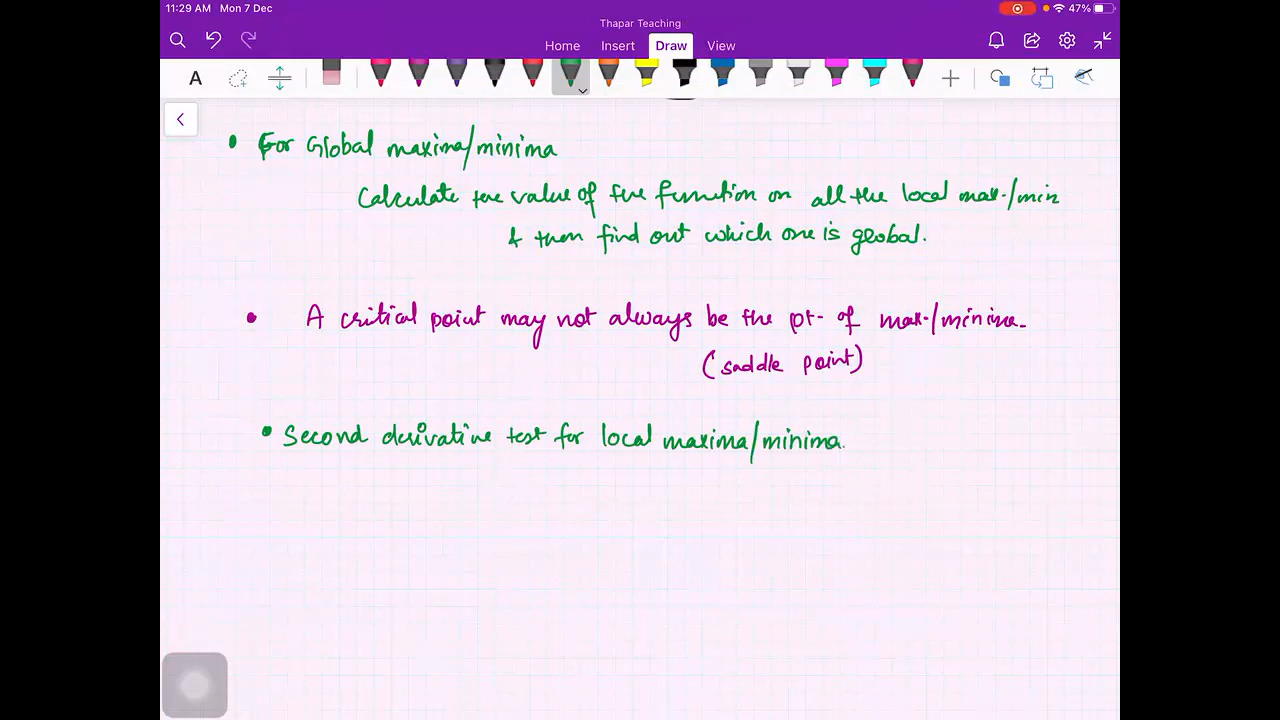 11:29 AM Mon 7 Dec
47%
Thapar Teaching
Home Insert Draw View
A
• For Global maxima/minima
Calculate the value of the function on all the local max./min
& then find out which one is global.
• A critical point may not always be the pt. of max./minima.
(saddle point)
• Second derivative test for local maxima/minima.